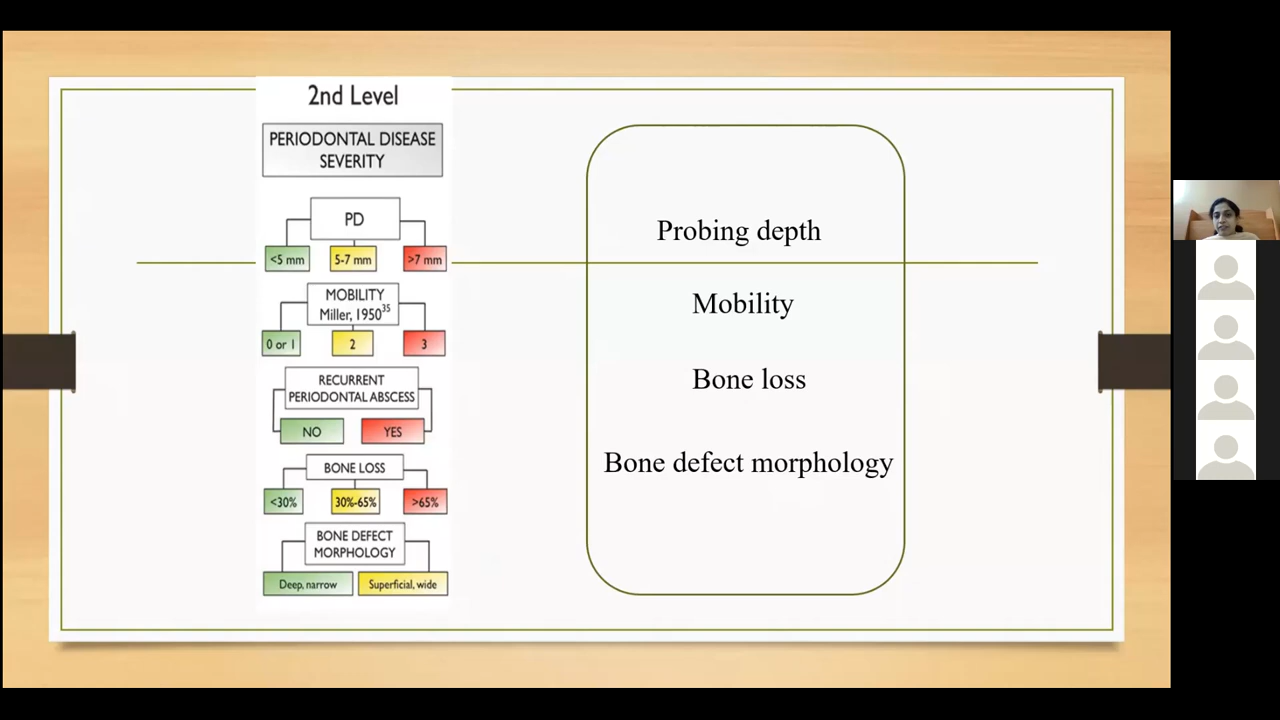 2nd Level
PERIODONTAL DISEASE
SEVERITY
PD
<5 mm
5-7 mm
>7 mm
MOBILITY
Miller, 1950³⁵
0 or 1
2
3
RECURRENT
PERIODONTAL ABSCESS
NO
YES
BONE LOSS
<30%
30%-65%
>65%
BONE DEFECT
MORPHOLOGY
Deep, narrow
Superficial, wide
Probing depth
Mobility
Bone loss
Bone defect morphology